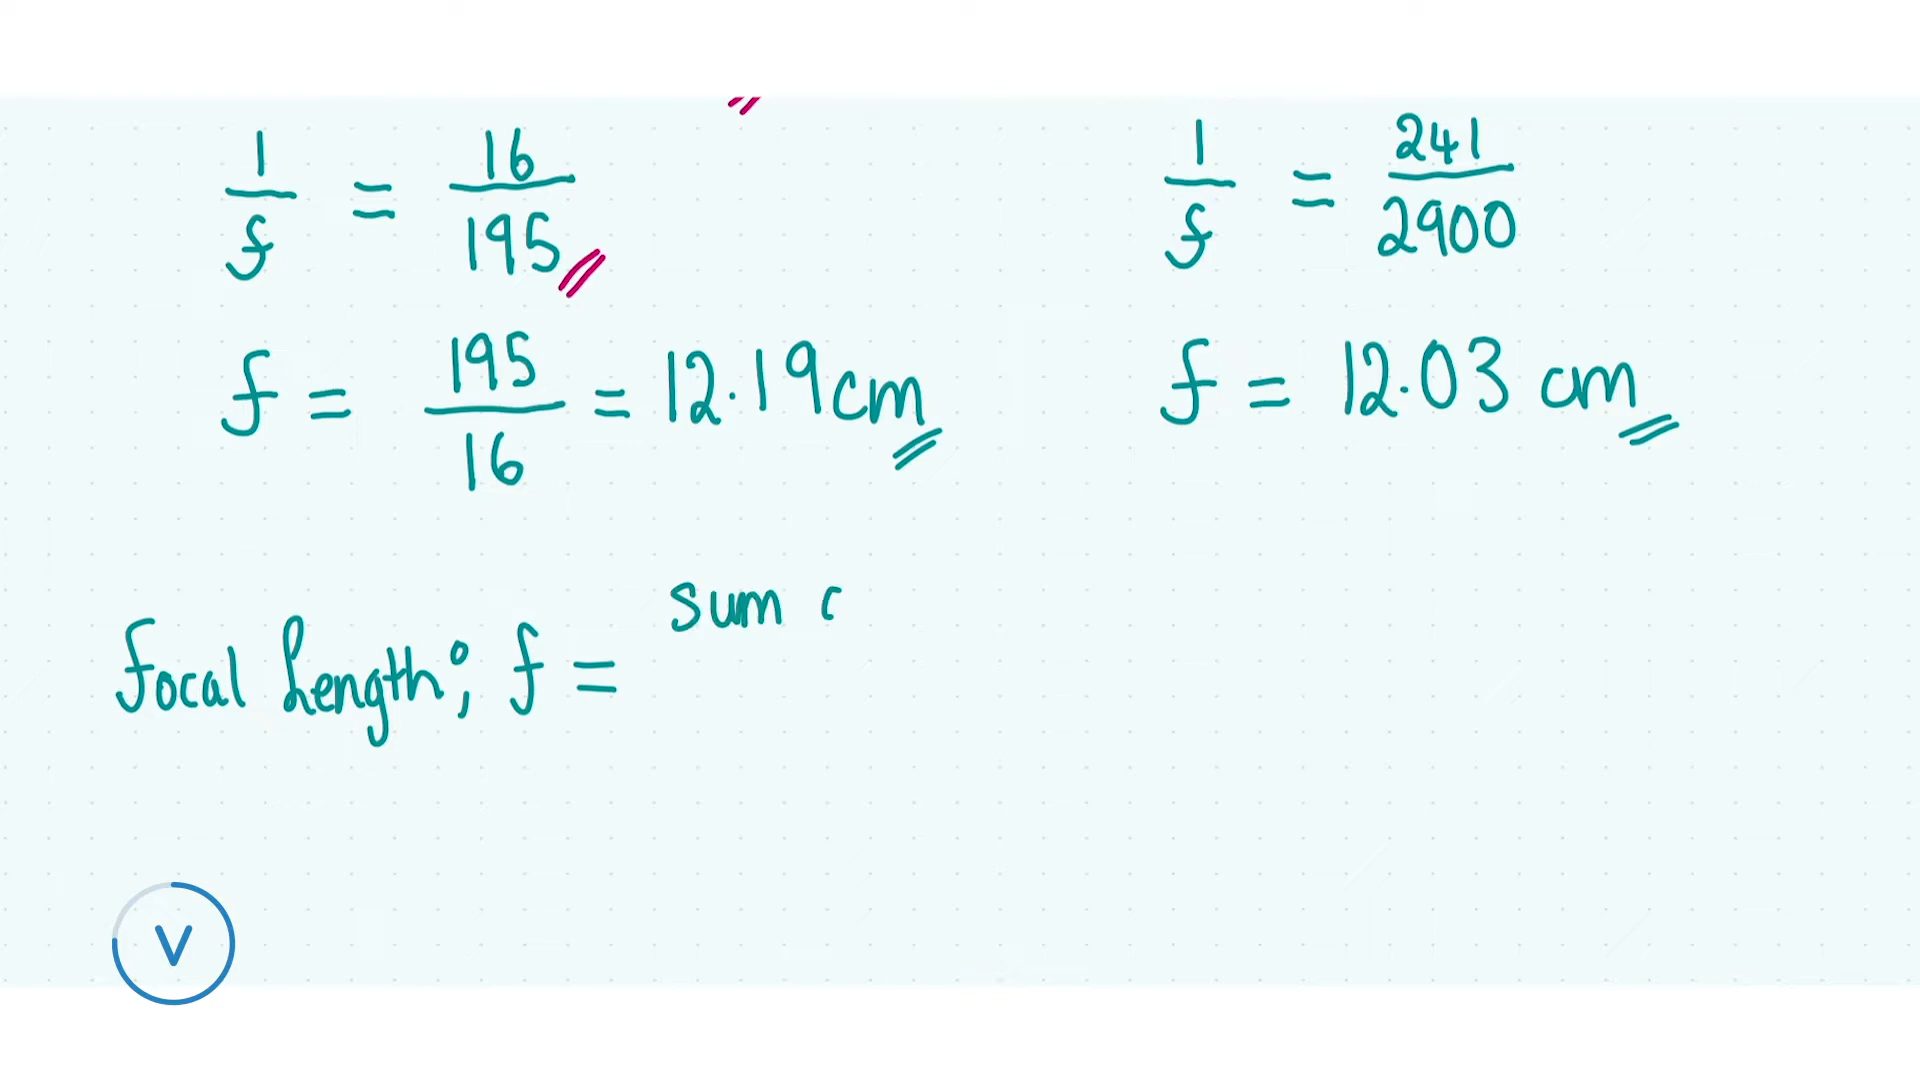 1/f = 16/195
f = 195/16 = 12.19cm
1/f = 241/2900
f = 12.03 cm
focal length; f = sum
V